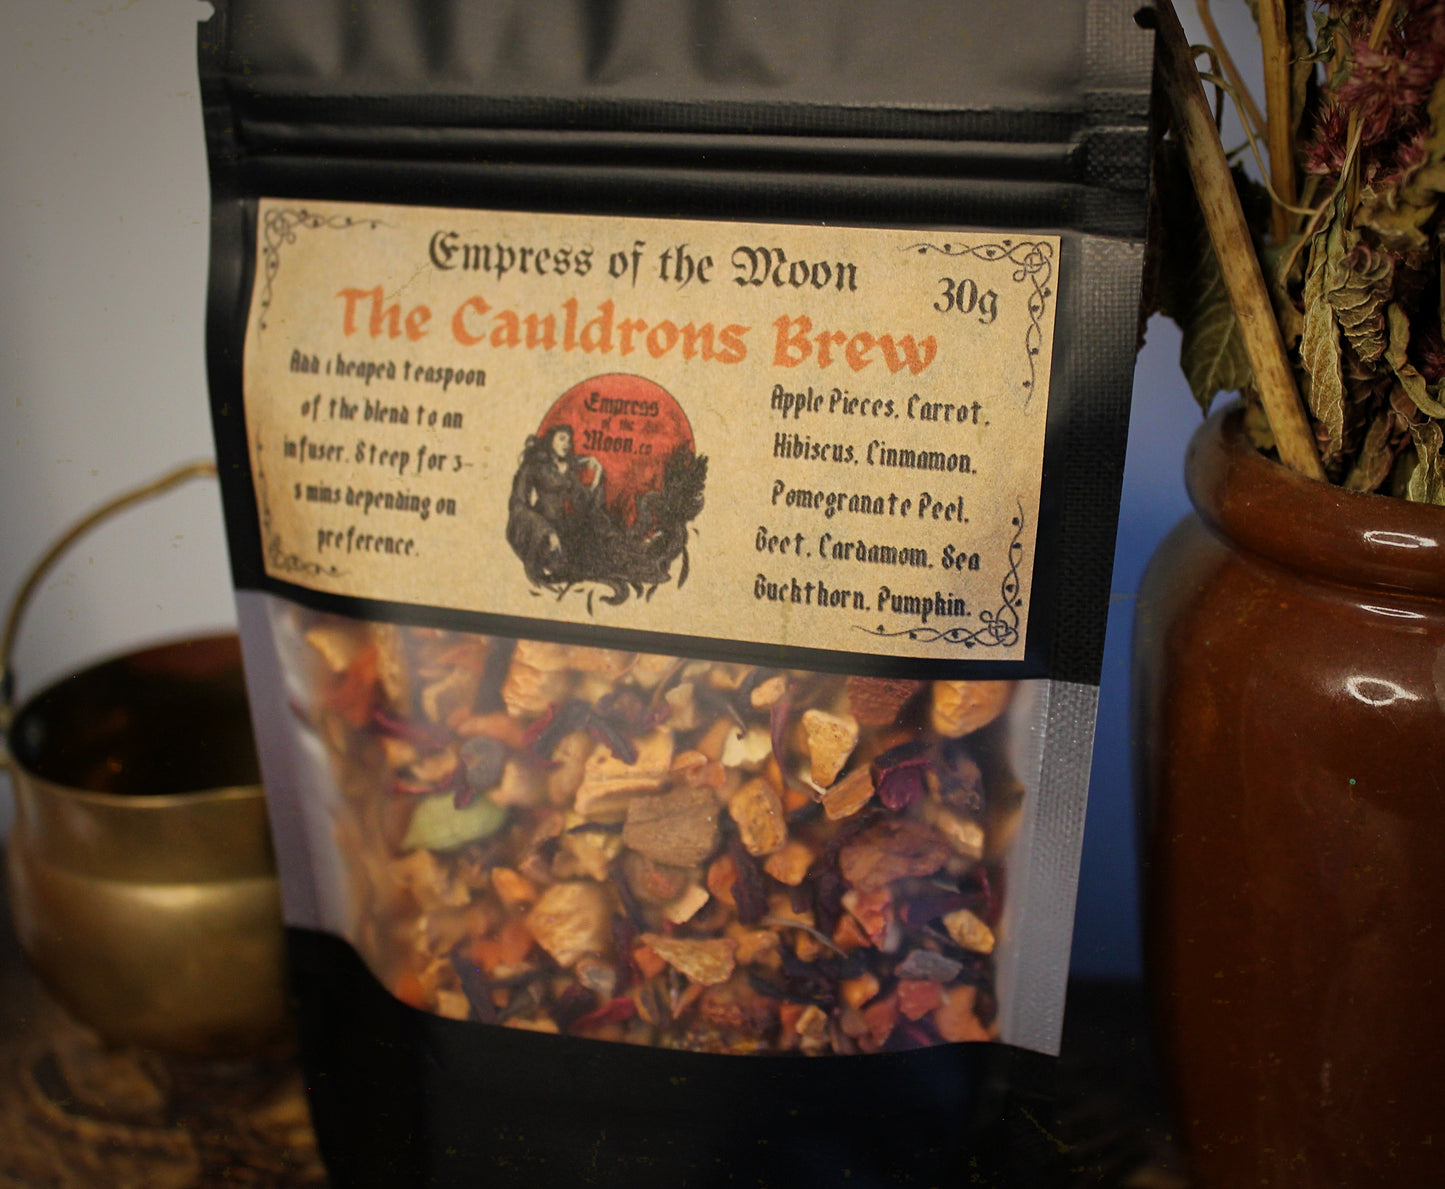 Empress of the Moon
30g
The Cauldrons Brew
Add 1 heaped teaspoon
of the blend to an
infuser. Steep for 3-
5 mins depending on
preference.
Empress
of the
Moon.co
Apple Pieces, Carrot,
Hibiscus, Cinnamon,
Pomegranate Peel,
Beet, Cardamom, Sea
Buckthorn, Pumpkin.